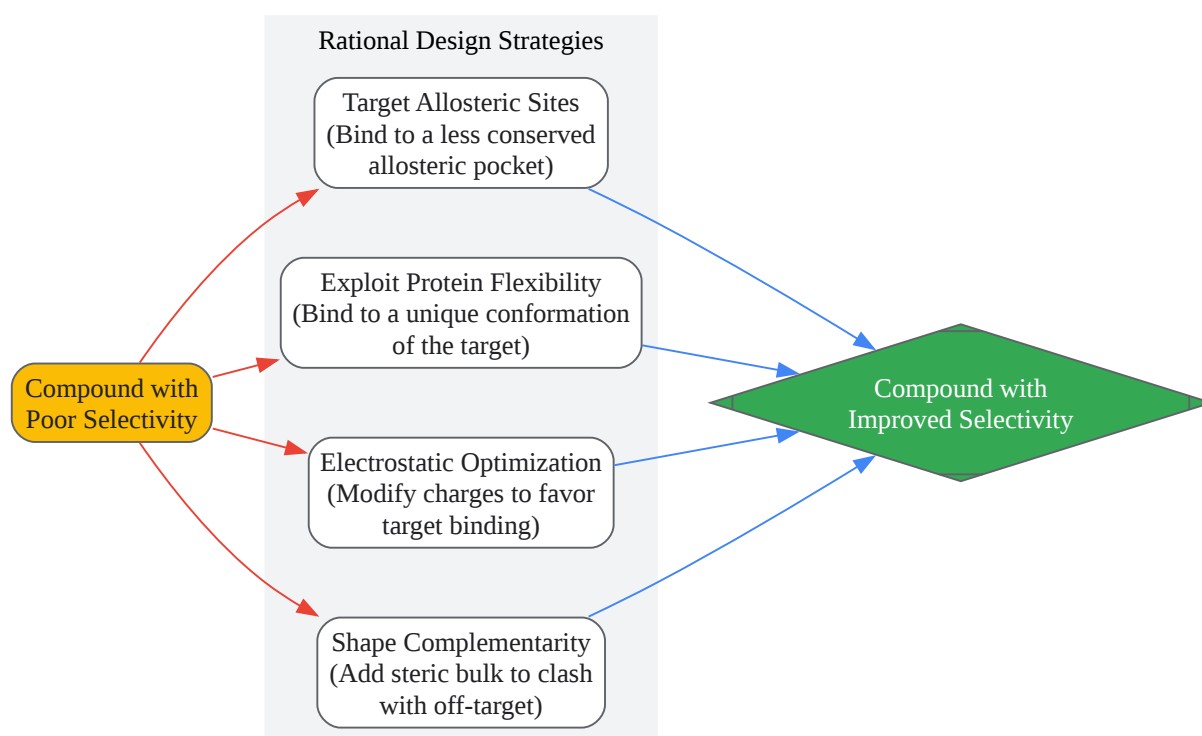 Rational Design Strategies
Target Allosteric Sites
(Bind to a less conserved
allosteric pocket)
Exploit Protein Flexibility
(Bind to a unique conformation
of the target)
Compound with
Poor Selectivity
Compound with
Improved Selectivity
Electrostatic Optimization
(Modify charges to favor
target binding)
Shape Complementarity
(Add steric bulk to clash
with off-target)